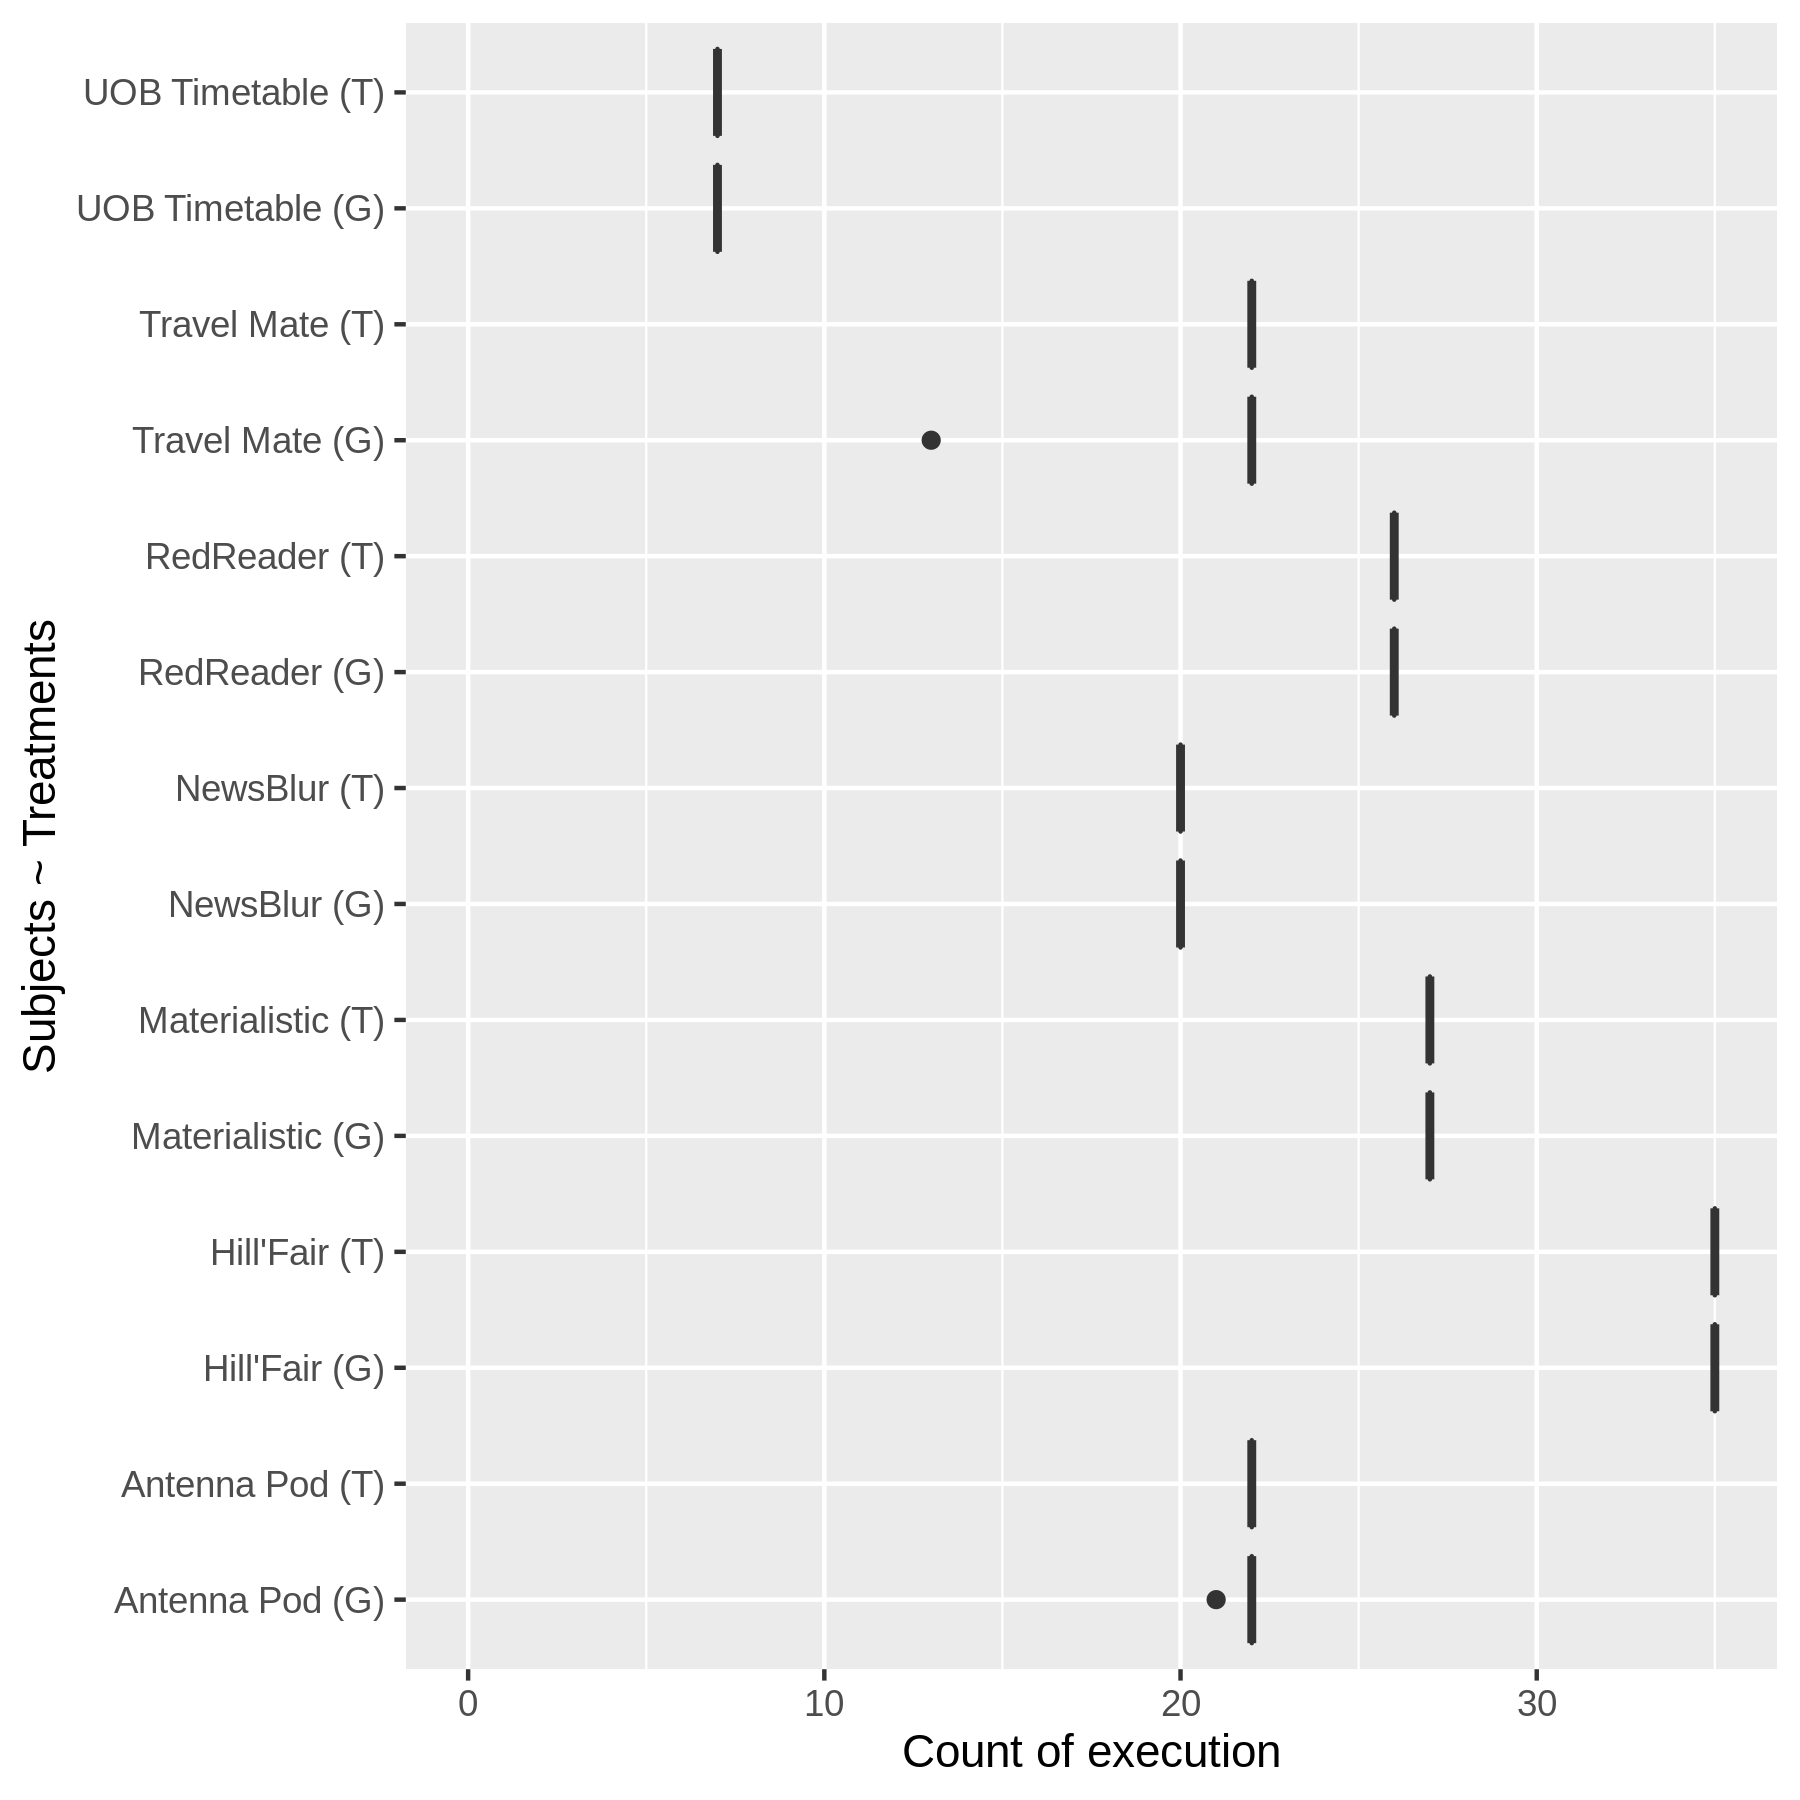 UOB Timetable (T)
UOB Timetable (G)
Travel Mate (T)
Travel Mate (G)
RedReader (T)
RedReader (G)
NewsBlur (T)
NewsBlur (G)
Materialistic (T)
Materialistic (G)
Hill'Fair (T)
Hill'Fair (G)
Antenna Pod (T)
Antenna Pod (G)
Subjects ~ Treatments
0 10 20 30
Count of execution